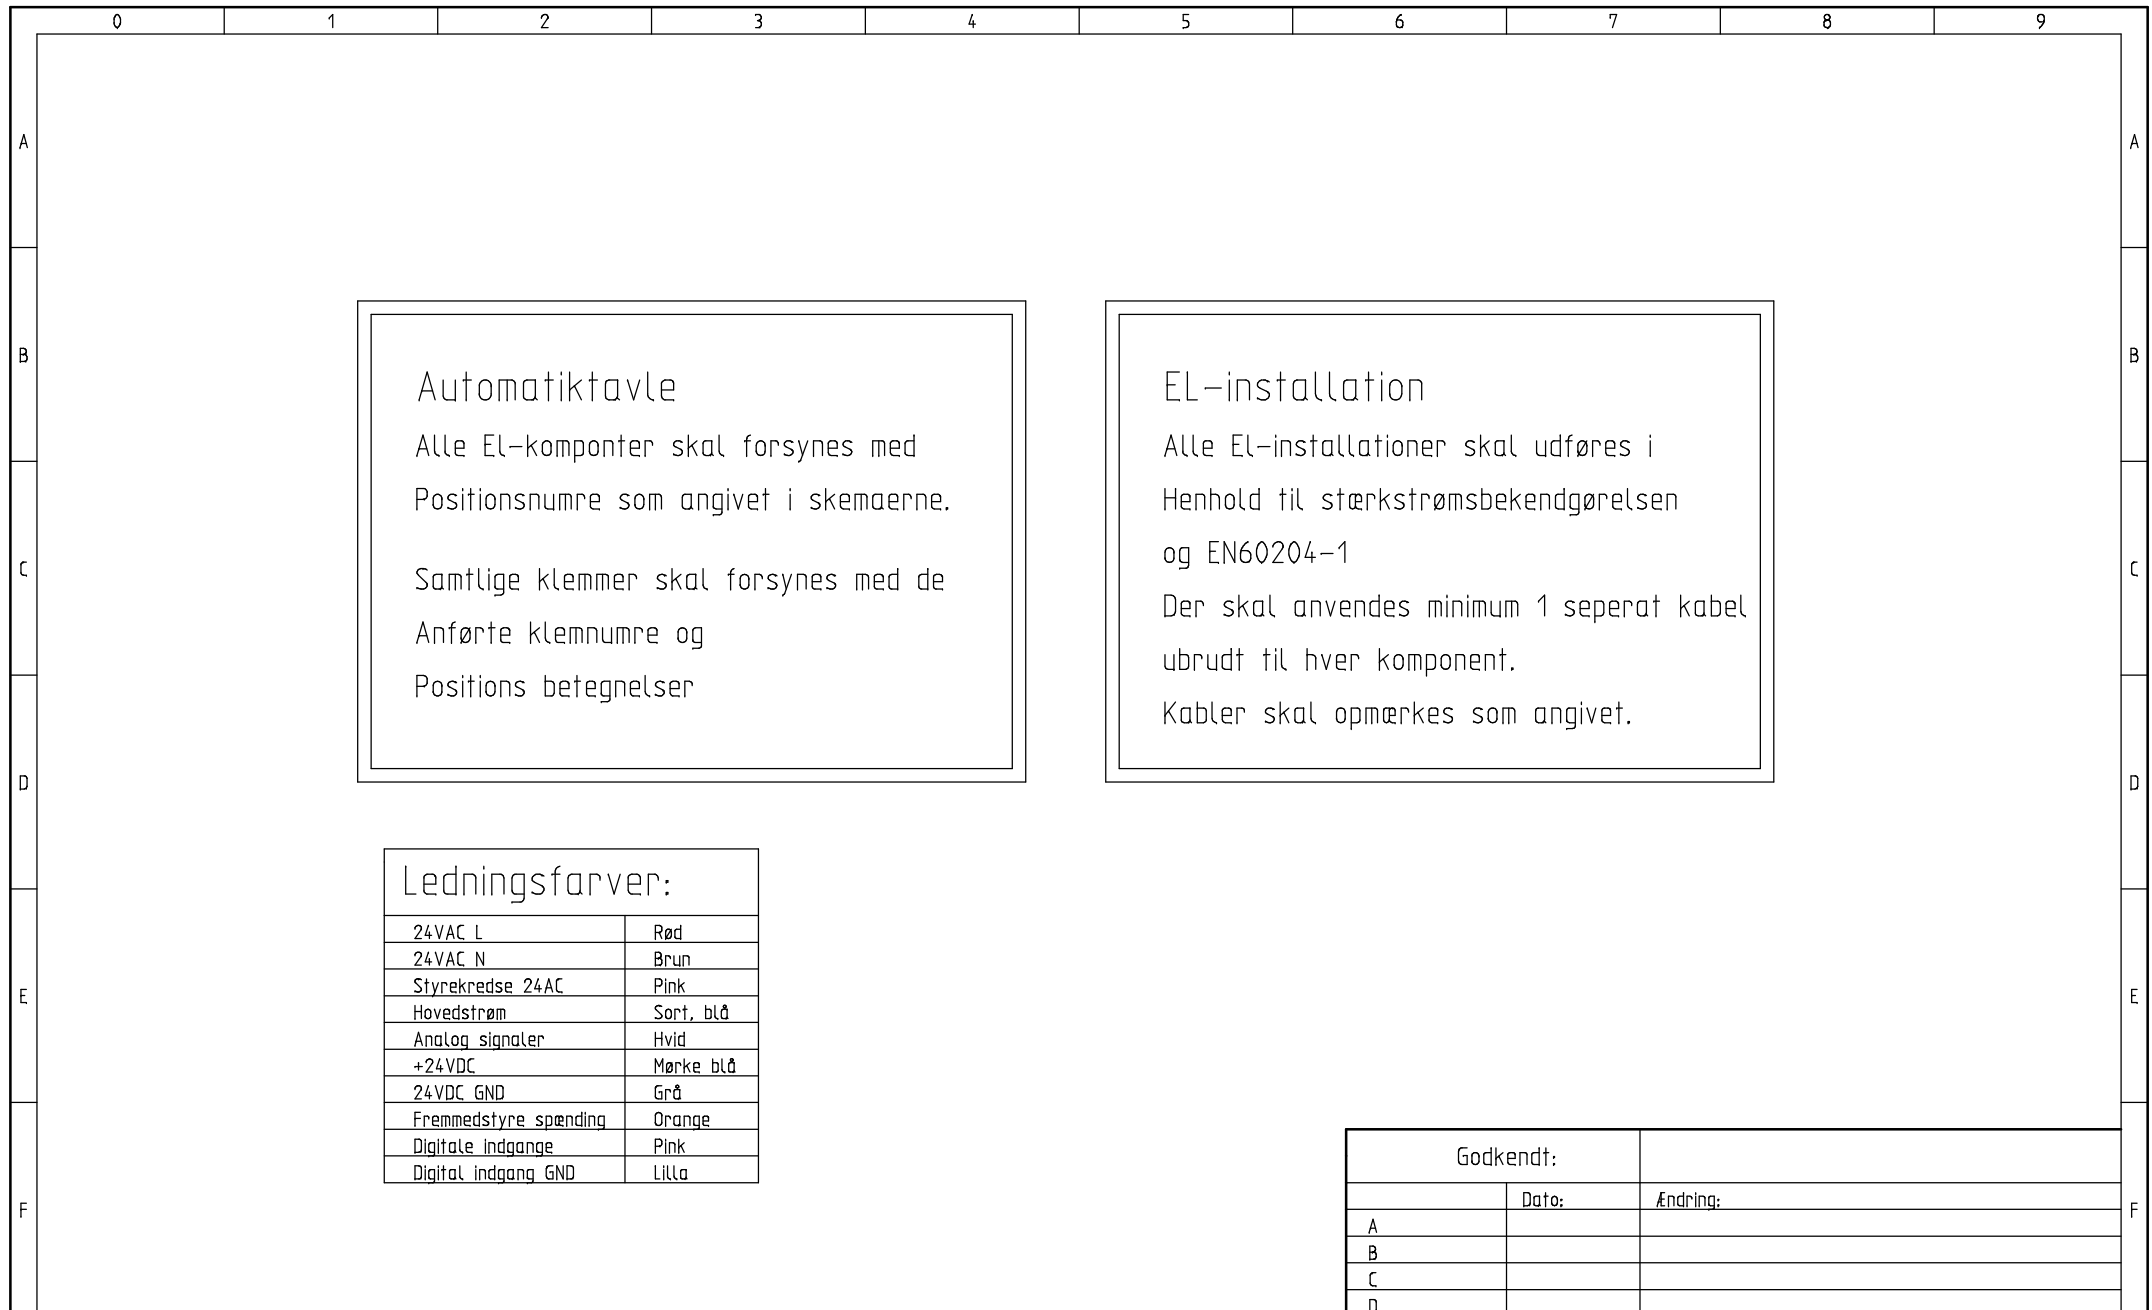 0 1 2 3 4 5 6 7 8 9
A A
B B
Automatiktavle
Alle El-komponter skal forsynes med
Positionsnumre som angivet i skemaerne.
Samtlige klemmer skal forsynes med de
Anførte klemnumre og
Positions betegnelser
EL-installation
Alle El-installationer skal udføres i
Henhold til stærkstrømsbekendgørelsen
og EN60204-1
Der skal anvendes minimum 1 seperat kabel
ubrudt til hver komponent.
Kabler skal opmærkes som angivet.
C C
D D
Ledningsfarver:
24VAC L Rød
24VAC N Brun
Styrekredse 24AC Pink
Hovedstrøm Sort, blå
Analog signaler Hvid
+24VDC Mørke blå
24VDC GND Grå
Fremmedstyre spænding Orange
Digitale indgange Pink
Digital indgang GND Lilla
E E
F F
Godkendt:
Dato: Ændring:
A
B
C
D